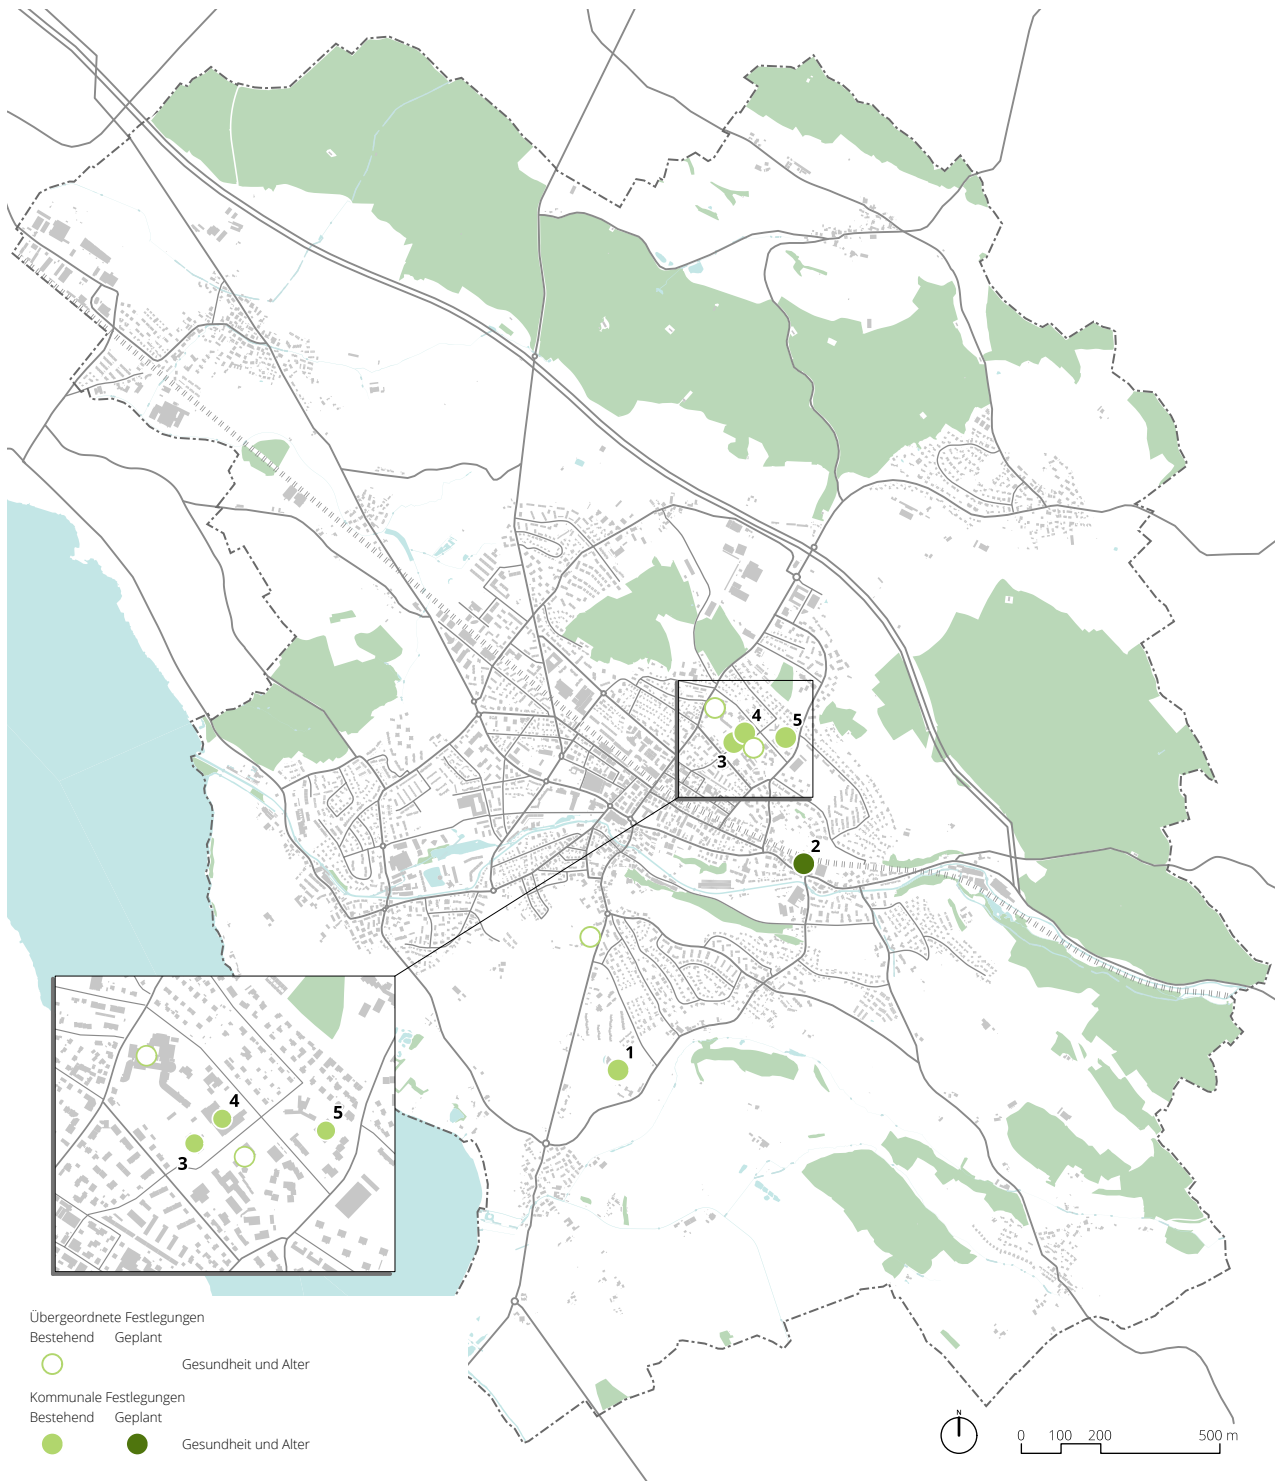 4
5
3
2
1
4
5
3
Übergeordnete Festlegungen
Bestehend Geplant
Gesundheit und Alter
Kommunale Festlegungen
Bestehend Geplant
Gesundheit und Alter
N
0 100 200 500 m